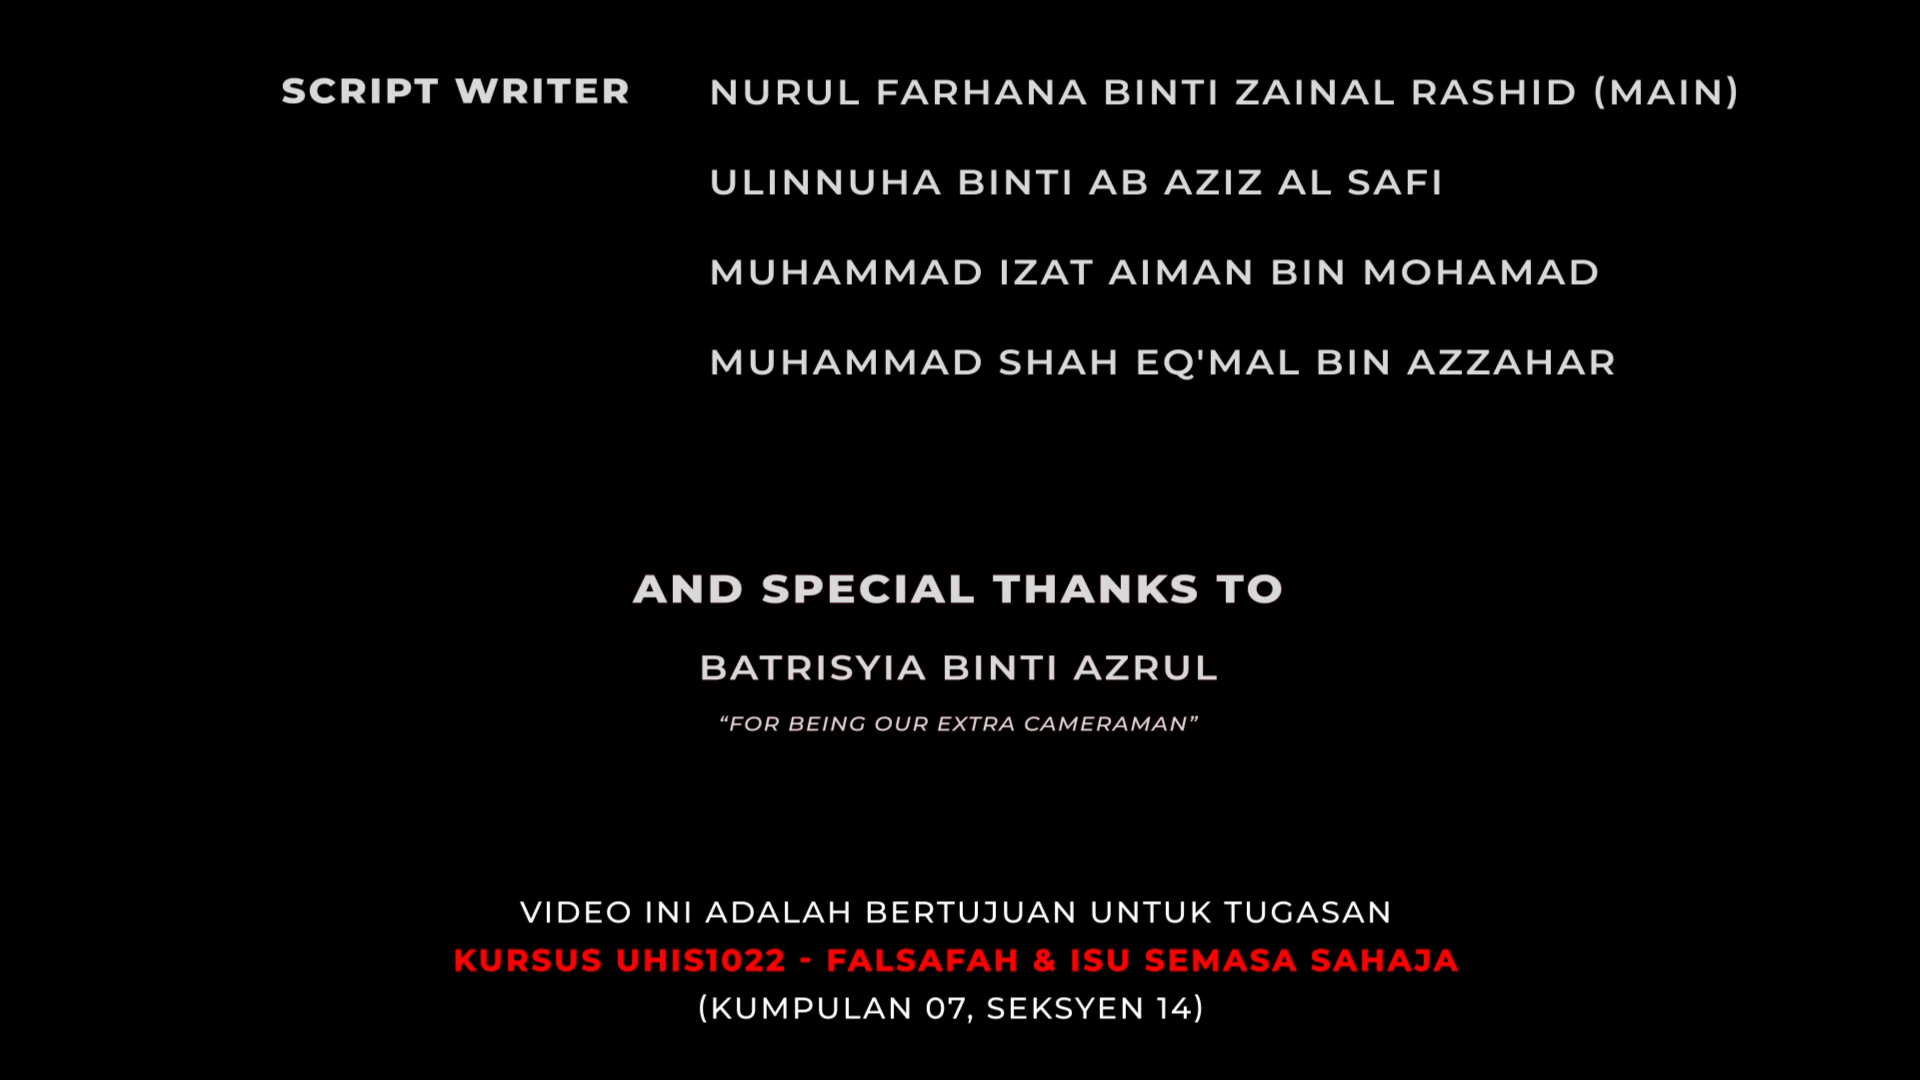 SCRIPT WRITER NURUL FARHANA BINTI ZAINAL RASHID (MAIN)
ULINNUHA BINTI AB AZIZ AL SAFI
MUHAMMAD IZAT AIMAN BIN MOHAMAD
MUHAMMAD SHAH EQ'MAL BIN AZZAHAR
AND SPECIAL THANKS TO
BATRISYIA BINTI AZRUL
“FOR BEING OUR EXTRA CAMERAMAN”
VIDEO INI ADALAH BERTUJUAN UNTUK TUGASAN
KURSUS UHIS1022 - FALSAFAH & ISU SEMASA SAHAJA
(KUMPULAN 07, SEKSYEN 14)